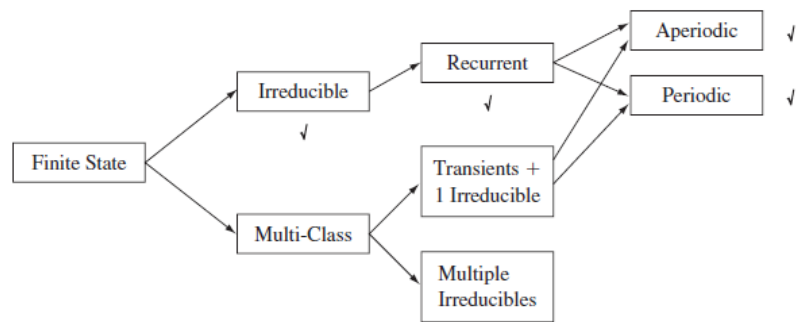 Aperiodic √
Recurrent
Irreducible
Periodic √
√
√
Finite State
Transients +
1 Irreducible
Multi-Class
Multiple
Irreducibles